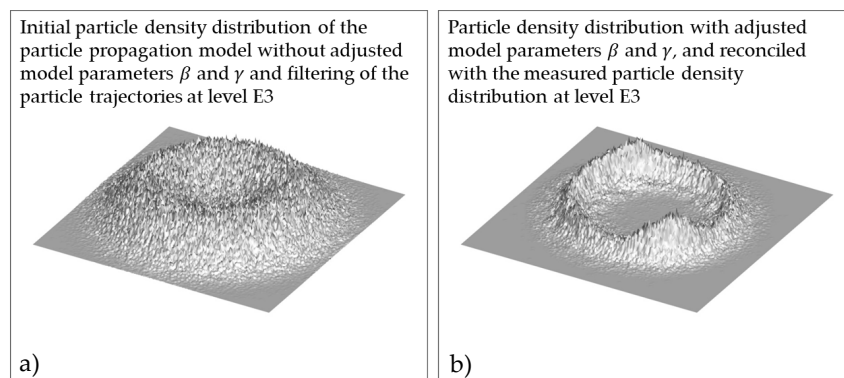 Initial particle density distribution of the
particle propagation model without adjusted
model parameters β and γ and filtering of the
particle trajectories at level E3
a)
Particle density distribution with adjusted
model parameters β and γ, and reconciled
with the measured particle density
distribution at level E3
b)